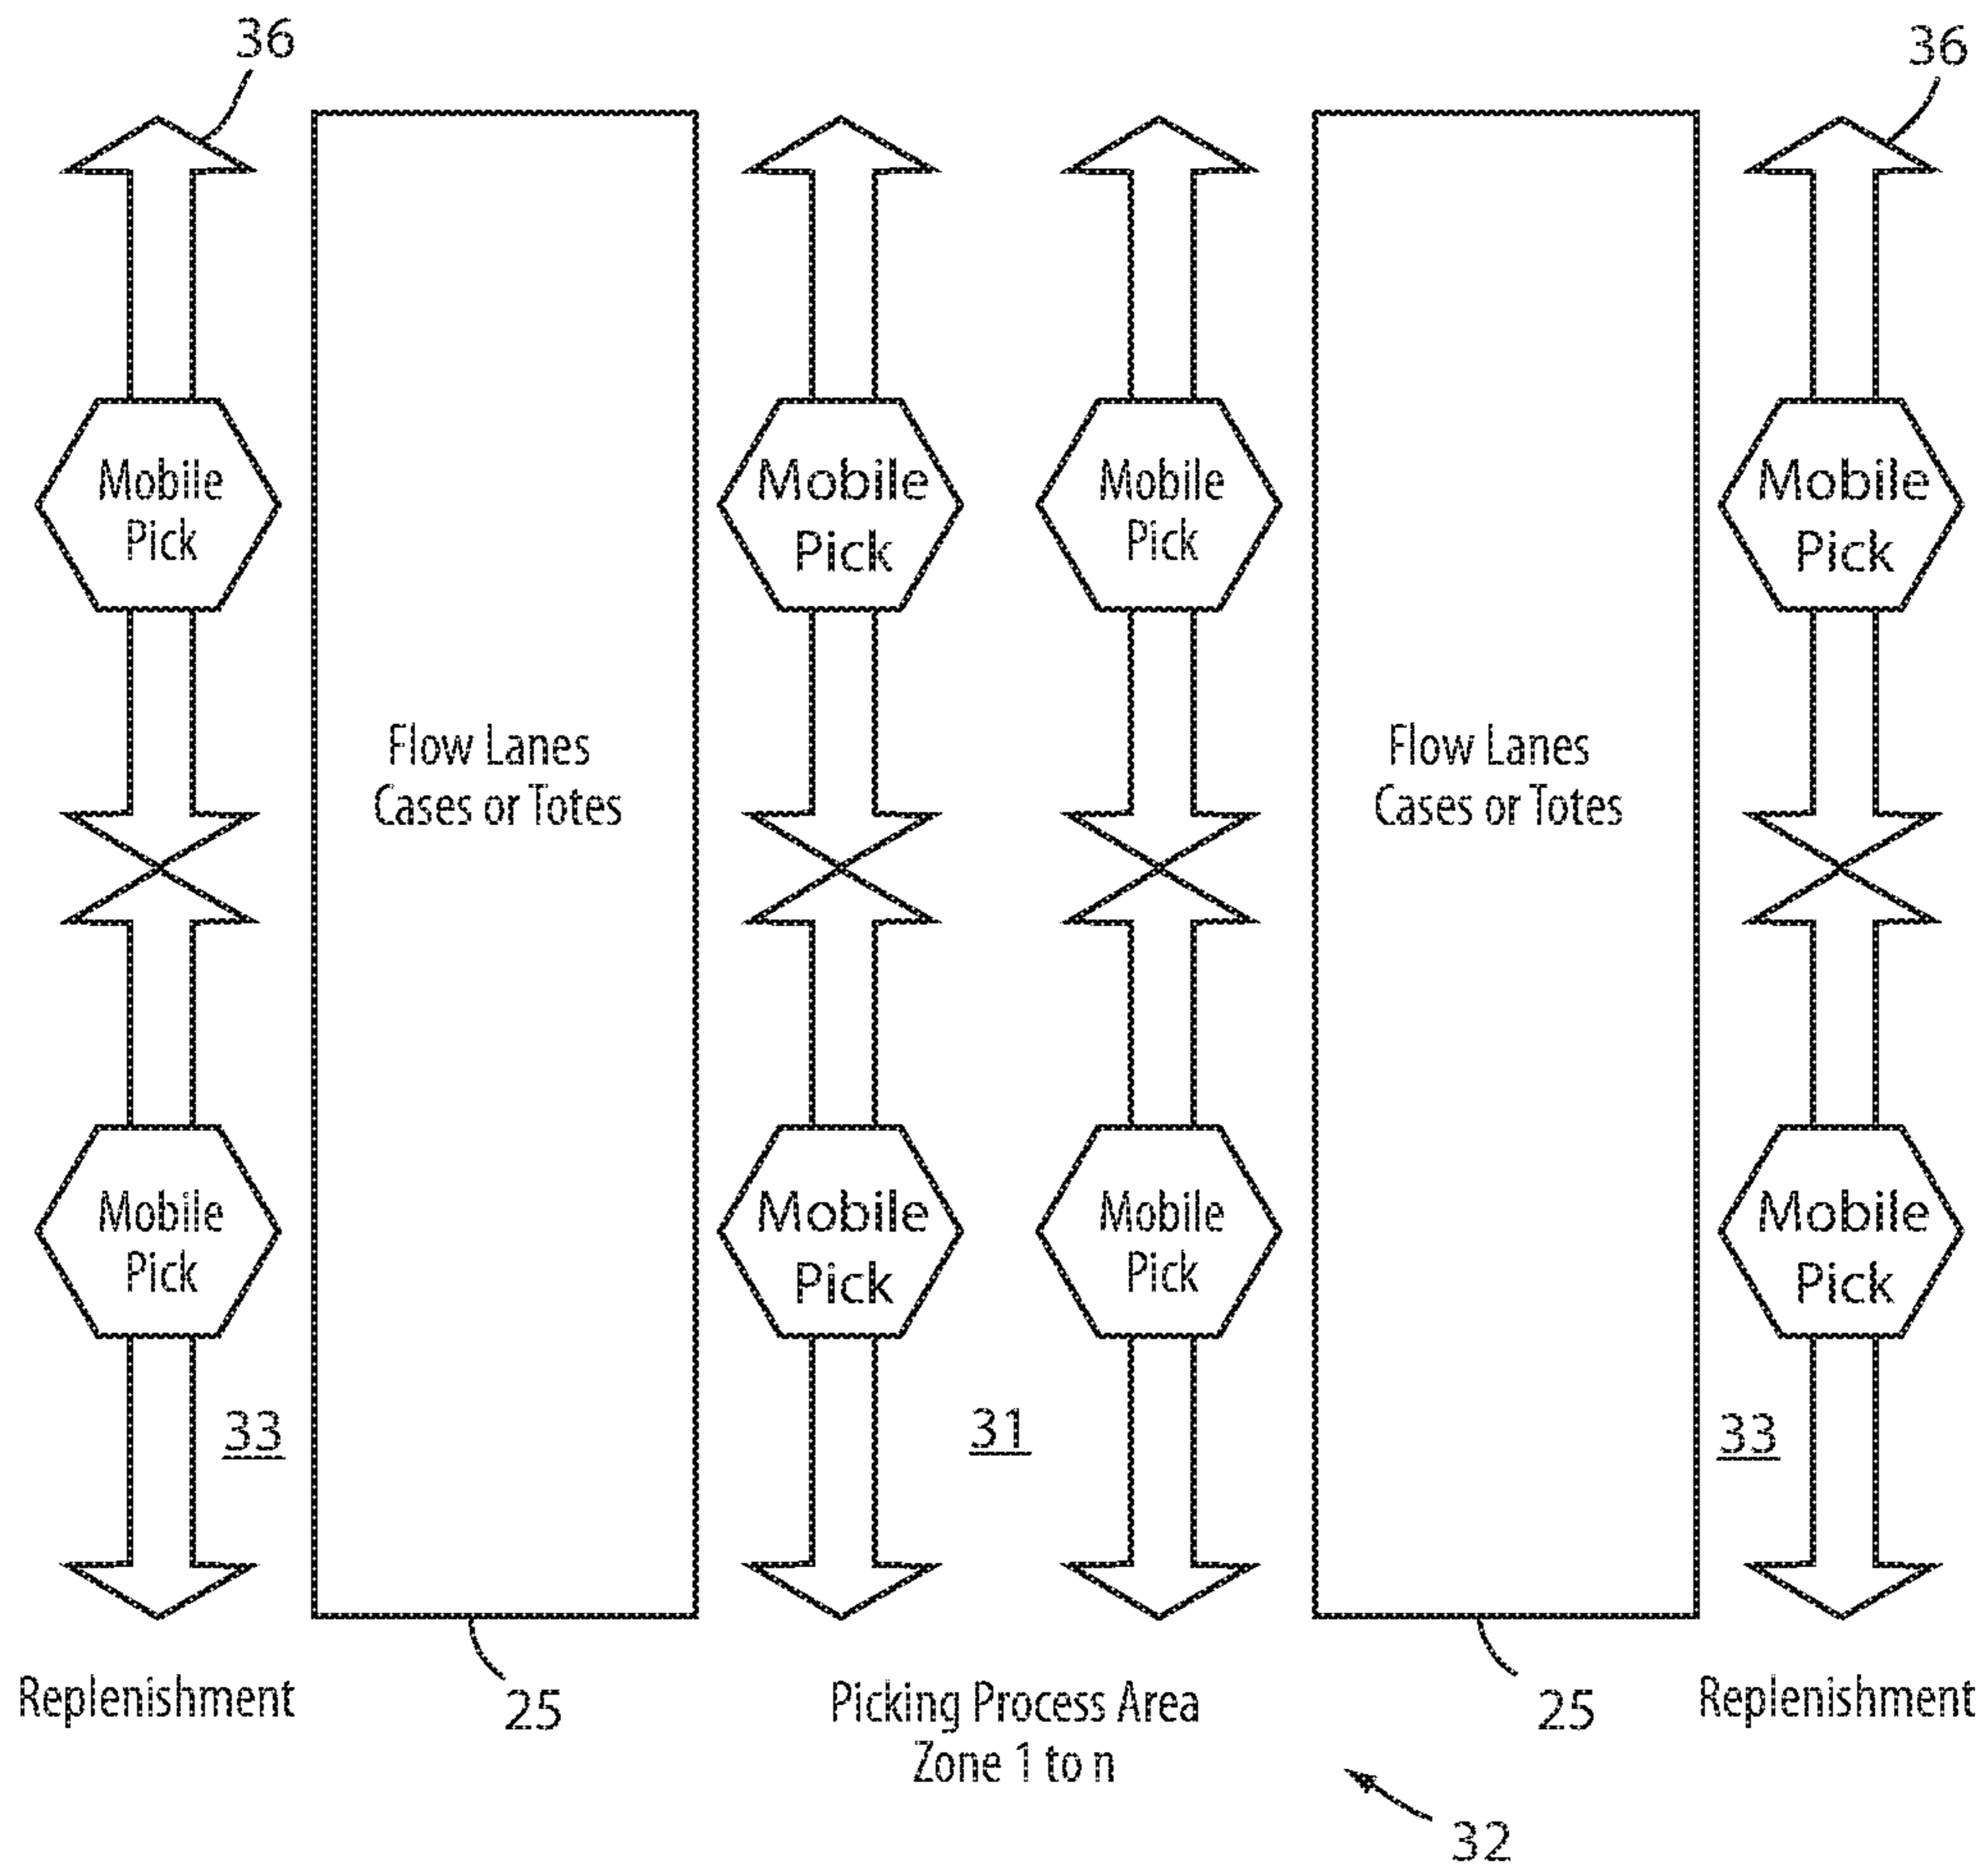 36
36
Mobile
Pick
Mobile
Pick
Mobile
Pick
Mobile
Pick
Flow Lanes
Cases or Totes
Flow Lanes
Cases or Totes
Mobile
Pick
Mobile
Pick
Mobile
Pick
Mobile
Pick
33
31
33
Replenishment
25
Picking Process Area
Zone 1 to n
25
Replenishment
32